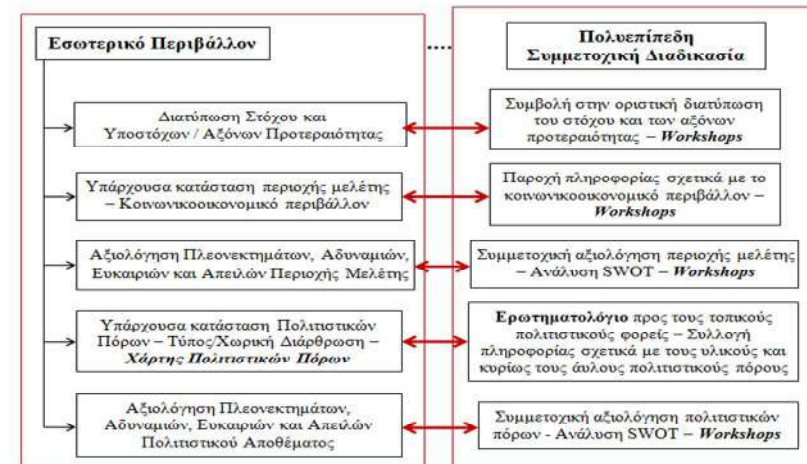 Εσωτερικό Περιβάλλον
....
Πολυεπίπεδη
Συμμετοχική Διαδικασία
Διατύπωση Στόχου και
Υποστόχων / Αξόνων Προτεραιότητας
Συμβολή στην οριστική διατύπωση
του στόχου και των αξόνων
προτεραιότητας – Workshops
Υπάρχουσα κατάσταση περιοχής μελέτης
– Κοινωνικοοικονομικό περιβάλλον
Παροχή πληροφορίας σχετικά με το
κοινωνικοοικονομικό περιβάλλον –
Workshops
Αξιολόγηση Πλεονεκτημάτων, Αδυναμιών,
Ευκαιριών και Απειλών Περιοχής Μελέτης
Συμμετοχική αξιολόγηση περιοχής μελέτης
– Ανάλυση SWOT – Workshops
Υπάρχουσα κατάσταση Πολιτιστικών
Πόρων – Τύπος/Χωρική Διάρθρωση –
Χάρτης Πολιτιστικών Πόρων
Ερωτηματολόγιο προς τους τοπικούς
πολιτιστικούς φορείς – Συλλογή
πληροφορίας σχετικά με τους υλικούς και
κυρίως τους άυλους πολιτιστικούς πόρους
Αξιολόγηση Πλεονεκτημάτων,
Αδυναμιών, Ευκαιριών και Απειλών
Πολιτιστικού Αποθέματος
Συμμετοχική αξιολόγηση πολιτιστικών
πόρων - Ανάλυση SWOT – Workshops